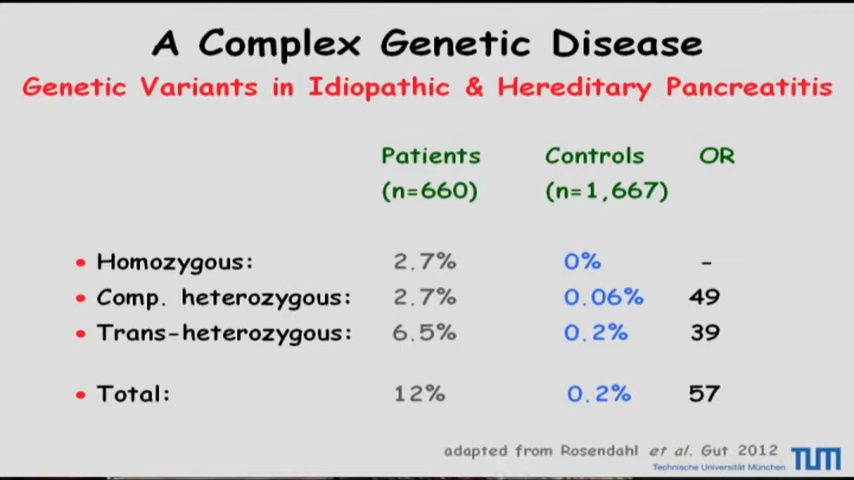 A Complex Genetic Disease
Genetic Variants in Idiopathic & Hereditary Pancreatitis
Patients Controls OR
(n=660) (n=1,667)
• Homozygous: 2.7% 0% -
• Comp. heterozygous: 2.7% 0.06% 49
• Trans-heterozygous: 6.5% 0.2% 39
• Total: 12% 0.2% 57
adapted from Rosendahl et al. Gut 2012
TUM
Technische Universität München